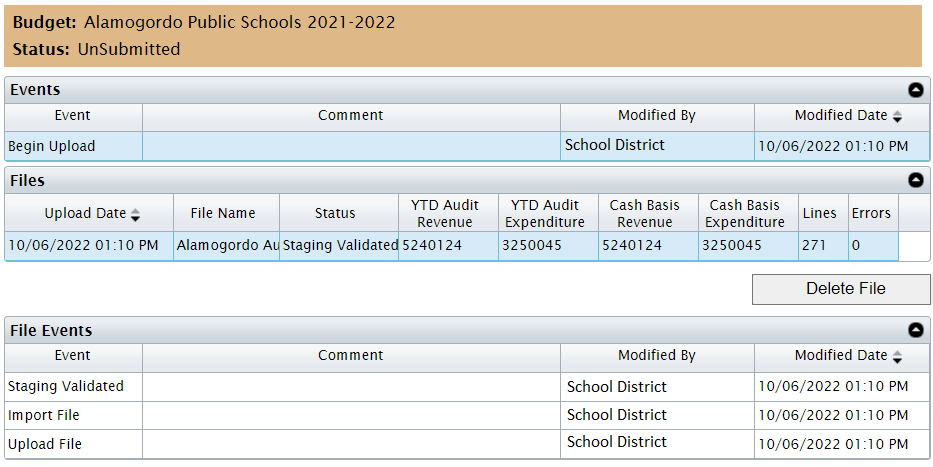 Budget: Alamogordo Public Schools 2021-2022
Status: UnSubmitted
Events
Event Comment Modified By Modified Date
Begin Upload School District 10/06/2022 01:10 PM
Files
Upload Date File Name Status YTD Audit Revenue YTD Audit Expenditure Cash Basis Revenue Cash Basis Expenditure Lines Errors
10/06/2022 01:10 PM Alamogordo Au Staging Validated 5240124 3250045 5240124 3250045 271 0
Delete File
File Events
Event Comment Modified By Modified Date
Staging Validated School District 10/06/2022 01:10 PM
Import File School District 10/06/2022 01:10 PM
Upload File School District 10/06/2022 01:10 PM